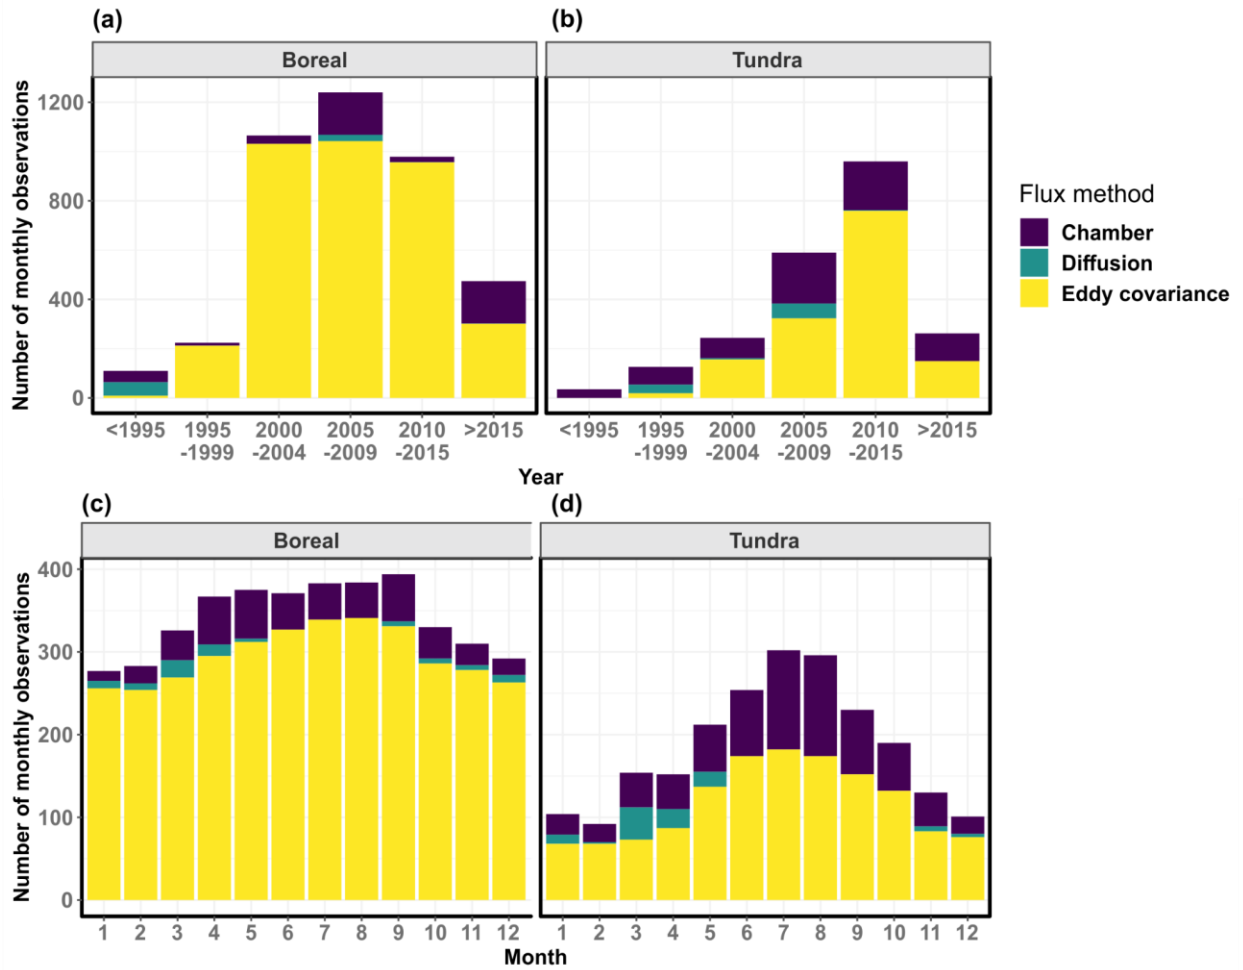 (a)
(b)
Boreal
Tundra
Number of monthly observations
1200
800
400
0
<1995
1995
-1999
2000
-2004
2005
-2009
2010
-2015
>2015
<1995
1995
-1999
2000
-2004
2005
-2009
2010
-2015
>2015
Year
Flux method
Chamber
Diffusion
Eddy covariance
(c)
(d)
Boreal
Tundra
Number of monthly observations
400
300
200
100
0
1 2 3 4 5 6 7 8 9 10 11 12
1 2 3 4 5 6 7 8 9 10 11 12
Month